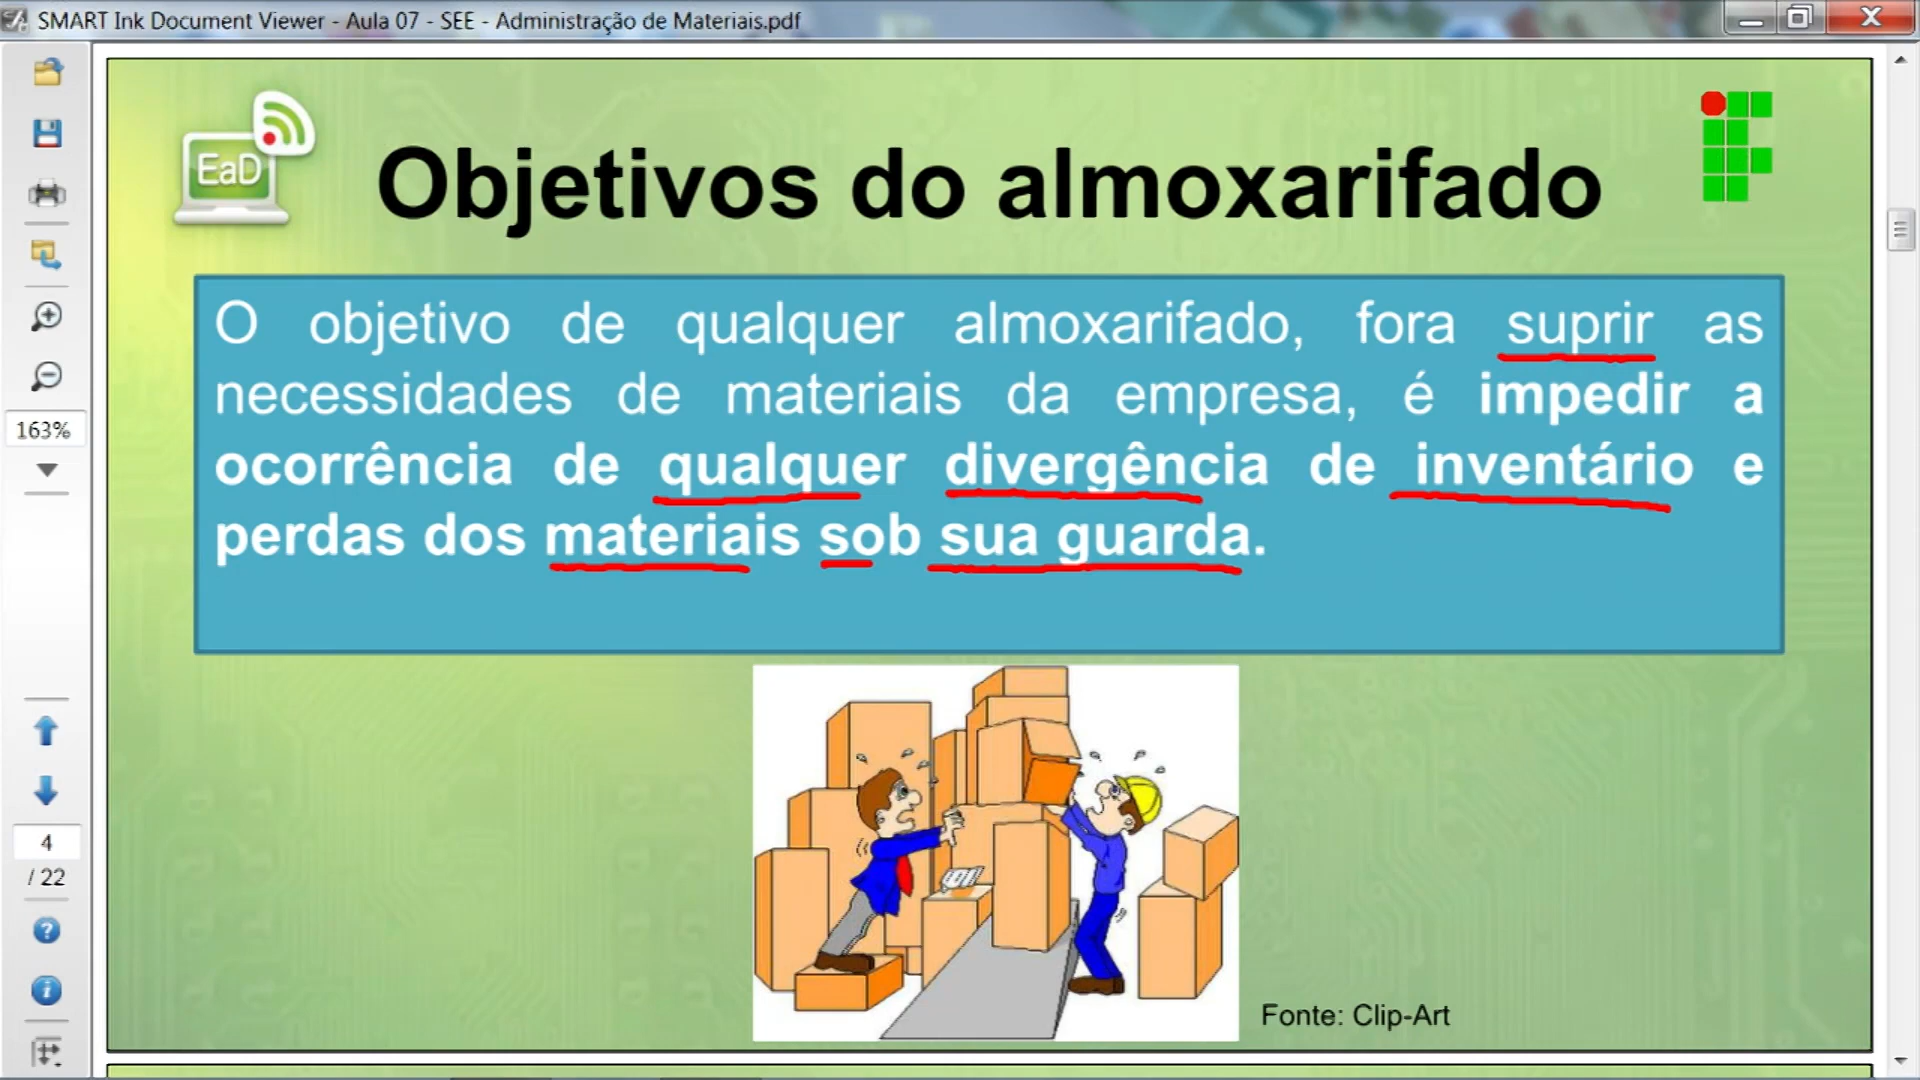 SMART Ink Document Viewer - Aula 07 - SEE - Administração de Materiais.pdf
EaD
Objetivos do almoxarifado
O objetivo de qualquer almoxarifado, fora suprir as
necessidades de materiais da empresa, é impedir a
ocorrência de qualquer divergência de inventário e
perdas dos materiais sob sua guarda.
163%
4
/ 22
Fonte: Clip-Art